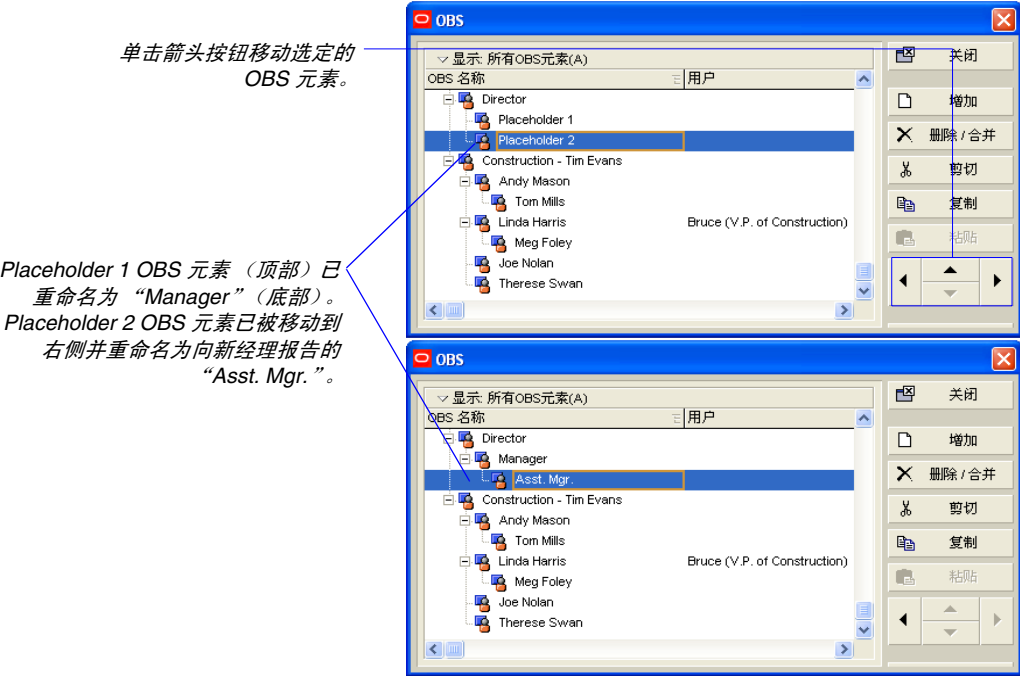 单击箭头按钮移动选定的
OBS 元素。
Placeholder 1 OBS 元素 （顶部）已
重命名为 “Manager”（底部）。
Placeholder 2 OBS 元素已被移动到
右侧并重命名为向新经理报告的
“Asst. Mgr.”。
OBS
显示: 所有OBS元素(A)
OBS 名称 用户
Director
Placeholder 1
Placeholder 2
Construction - Tim Evans
Andy Mason
Tom Mills
Linda Harris Bruce (V.P. of Construction)
Meg Foley
Joe Nolan
Therese Swan
关闭
增加
删除 / 合并
剪切
复制
粘贴
OBS
显示: 所有OBS元素(A)
OBS 名称 用户
Director
Manager
Asst. Mgr.
Construction - Tim Evans
Andy Mason
Tom Mills
Linda Harris Bruce (V.P. of Construction)
Meg Foley
Joe Nolan
Therese Swan
关闭
增加
删除 / 合并
剪切
复制
粘贴